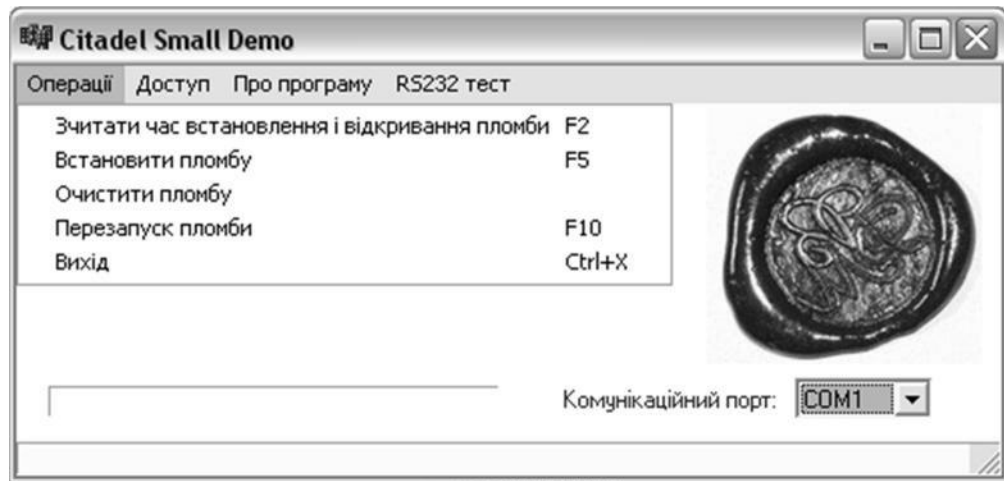 Citadel Small Demo
Операції Доступ Про програму RS232 тест
Зчитати час встановлення і відкривання пломби F2
Встановити пломбу F5
Очистити пломбу
Перезапуск пломби F10
Вихід Ctrl+X
Комунікаційний порт: COM1